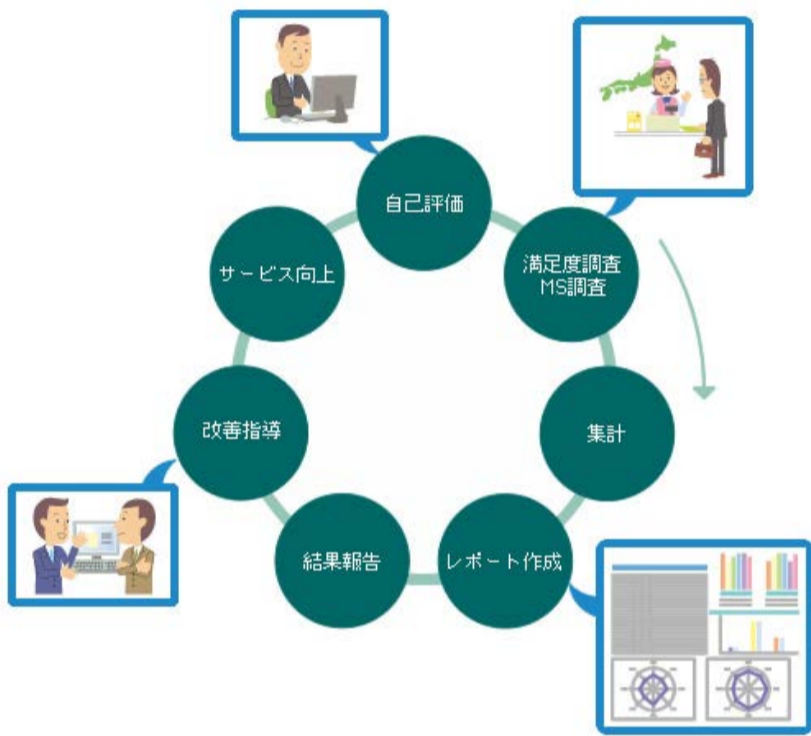 自己評価
満足度調査
MS調査
集計
レポート作成
結果報告
改善指導
サービス向上